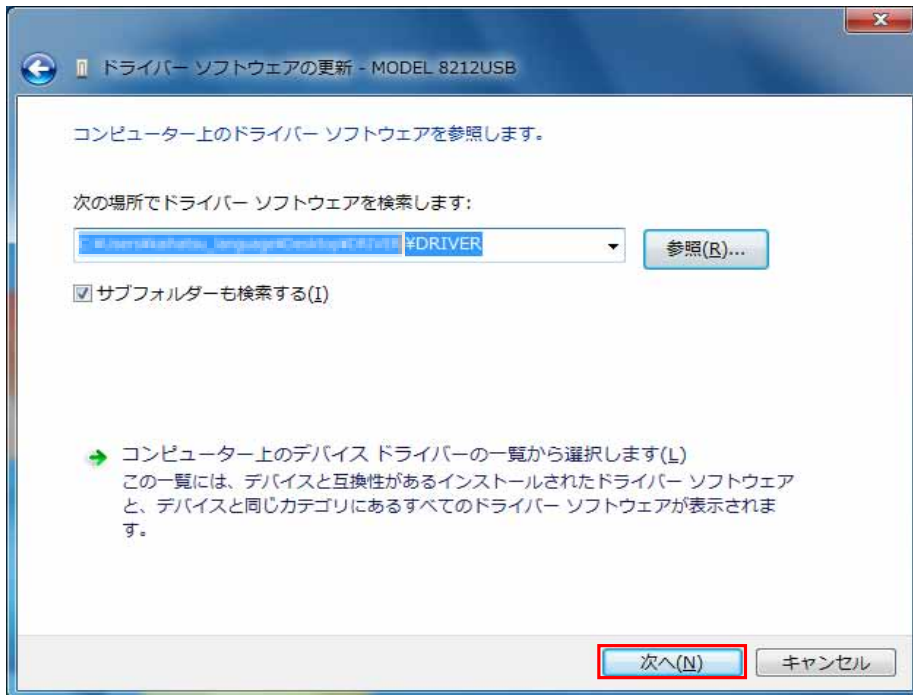 ドライバー ソフトウェアの更新 - MODEL 8212USB
コンピューター上のドライバー ソフトウェアを参照します。
次の場所でドライバー ソフトウェアを検索します:
¥DRIVER
参照(R)...
サブフォルダーも検索する(I)
コンピューター上のデバイス ドライバーの一覧から選択します(L)
この一覧には、デバイスと互換性があるインストールされたドライバー ソフトウェア
と、デバイスと同じカテゴリにあるすべてのドライバー ソフトウェアが表示されま
す。
次へ(N)
キャンセル